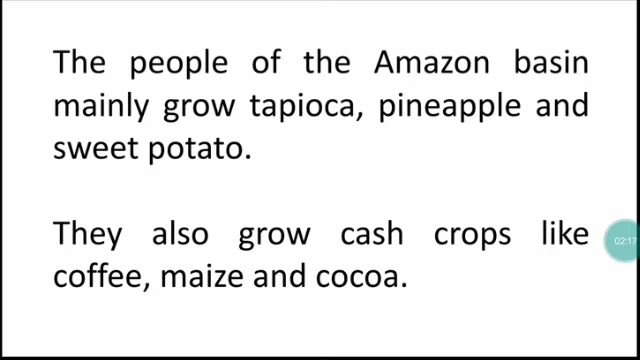 The people of the Amazon basin
mainly grow tapioca, pineapple and
sweet potato.
They also grow cash crops like
coffee, maize and cocoa.
02:17